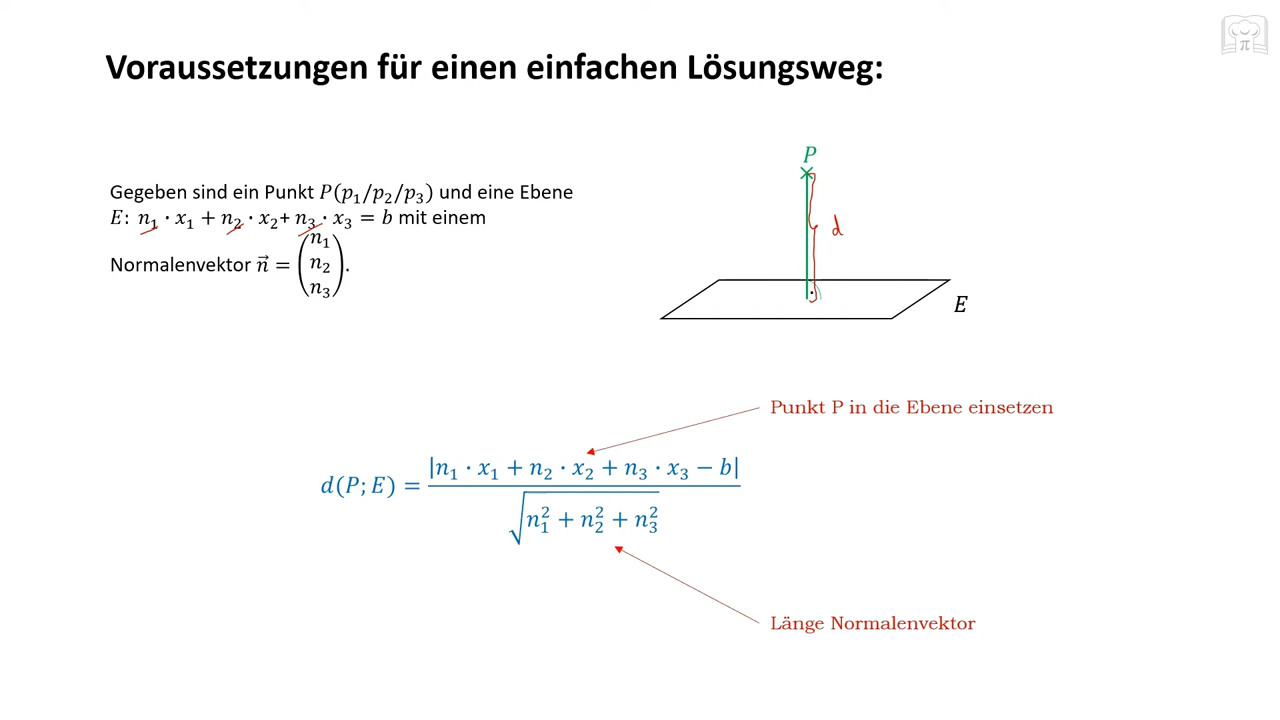 Voraussetzungen für einen einfachen Lösungsweg:
Gegeben sind ein Punkt P(p₁/p₂/p₃) und eine Ebene
E: n₁ · x₁ + n₂ · x₂+ n₃ · x₃ = b mit einem
Normalenvektor n⃗ = (n₁ n₂ n₃).
P
d
E
Punkt P in die Ebene einsetzen
d(P; E) = |n₁ · x₁ + n₂ · x₂ + n₃ · x₃ − b| / √(n₁² + n₂² + n₃²)
Länge Normalenvektor
π